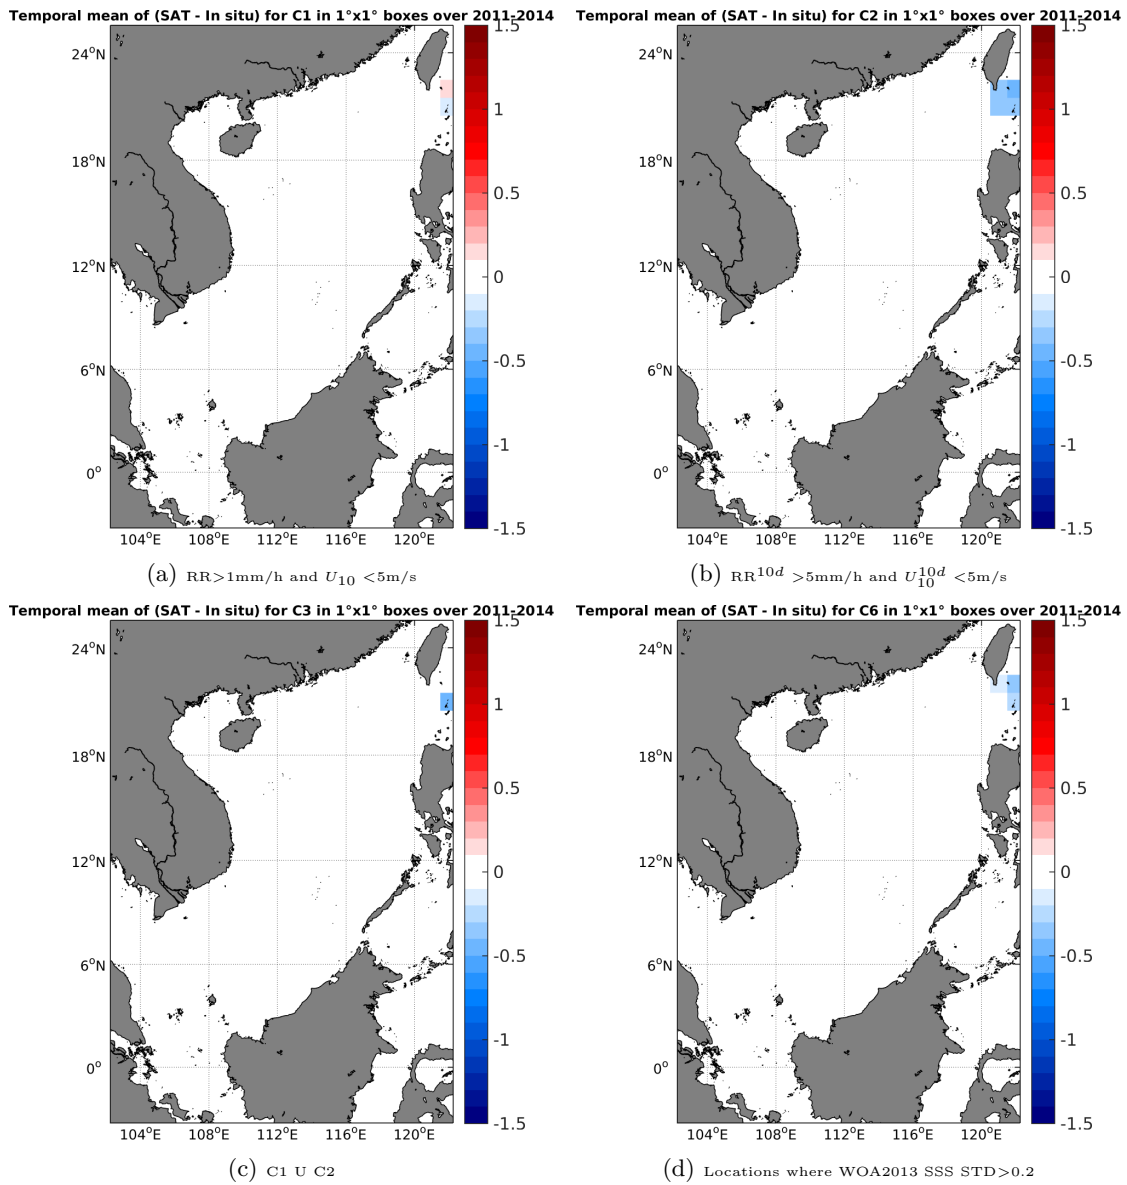 Temporal mean of (SAT - In situ) for C1 in 1°x1° boxes over 2011-2014
24°N
18°N
12°N
6°N
0°
104°E 108°E 112°E 116°E 120°E
1.5
1
0.5
0
-0.5
-1
-1.5
(a) RR>1mm/h and U10 <5m/s
Temporal mean of (SAT - In situ) for C2 in 1°x1° boxes over 2011-2014
24°N
18°N
12°N
6°N
0°
104°E 108°E 112°E 116°E 120°E
1.5
1
0.5
0
-0.5
-1
-1.5
(b) RR^10d >5mm/h and U_10^10d <5m/s
Temporal mean of (SAT - In situ) for C3 in 1°x1° boxes over 2011-2014
24°N
18°N
12°N
6°N
0°
104°E 108°E 112°E 116°E 120°E
1.5
1
0.5
0
-0.5
-1
-1.5
(c) C1 U C2
Temporal mean of (SAT - In situ) for C6 in 1°x1° boxes over 2011-2014
24°N
18°N
12°N
6°N
0°
104°E 108°E 112°E 116°E 120°E
1.5
1
0.5
0
-0.5
-1
-1.5
(d) Locations where WOA2013 SSS STD>0.2